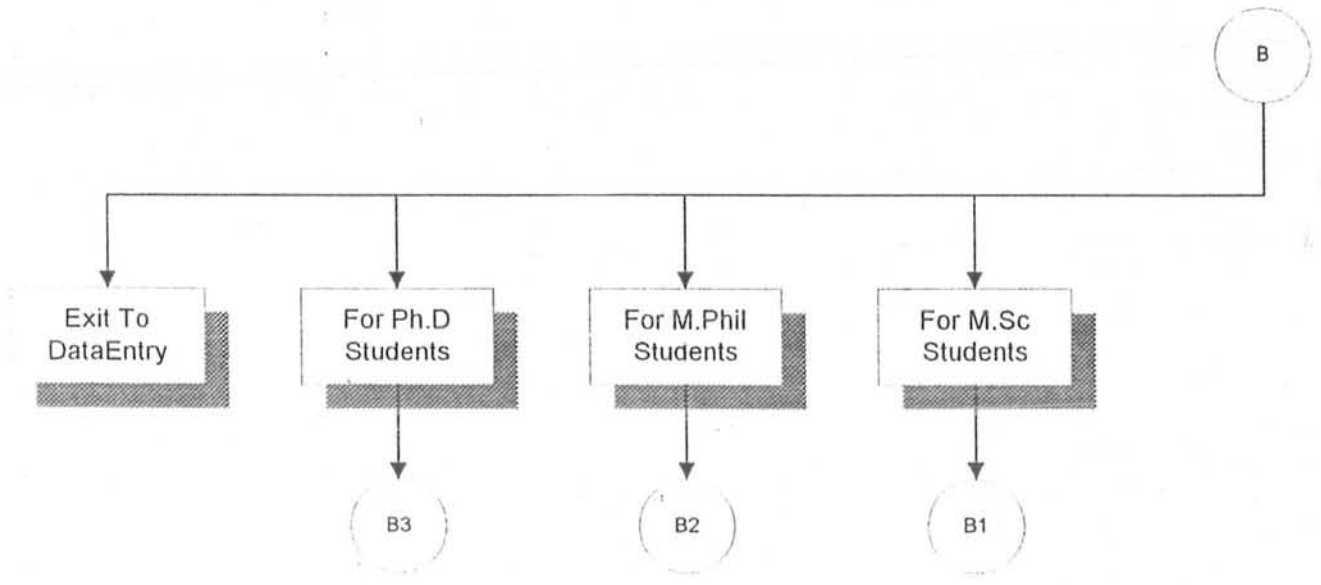 B
Exit To
DataEntry
For Ph.D
Students
For M.Phil
Students
For M.Sc
Students
B3
B2
B1